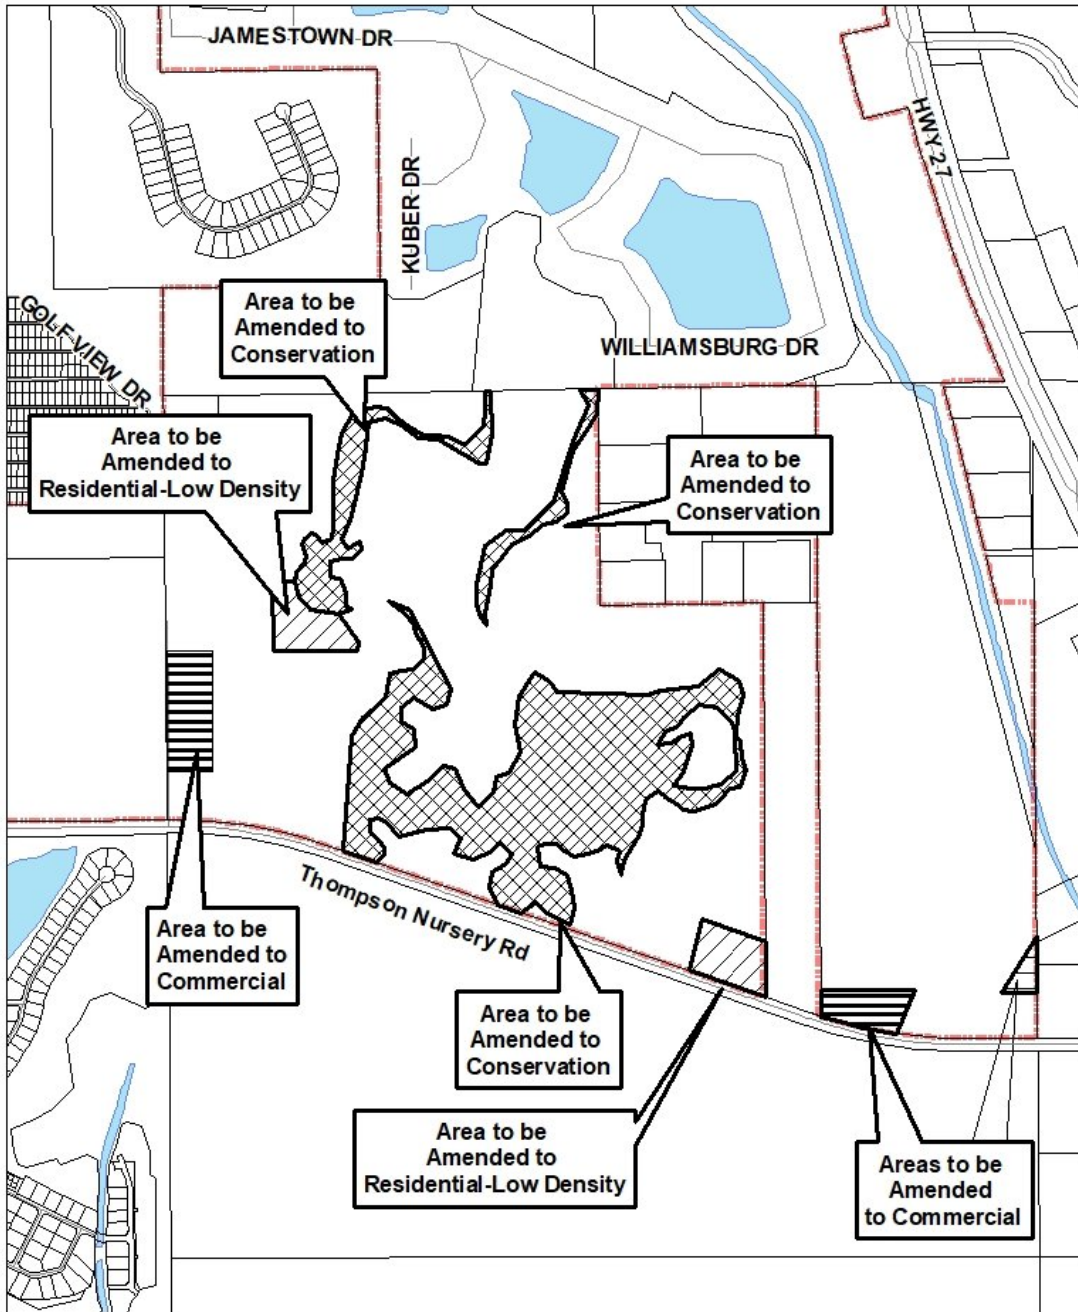 JAMESTOWN DR
HWY 27
KUBER DR
Area to be
Amended to
Conservation
GOLF VIEW DR
WILLIAMSBURG DR
Area to be
Amended to
Residential-Low Density
Area to be
Amended to
Conservation
Thompson Nursery Rd
Area to be
Amended to
Commercial
Area to be
Amended to
Conservation
Area to be
Amended to
Residential-Low Density
Areas to be
Amended
to Commercial